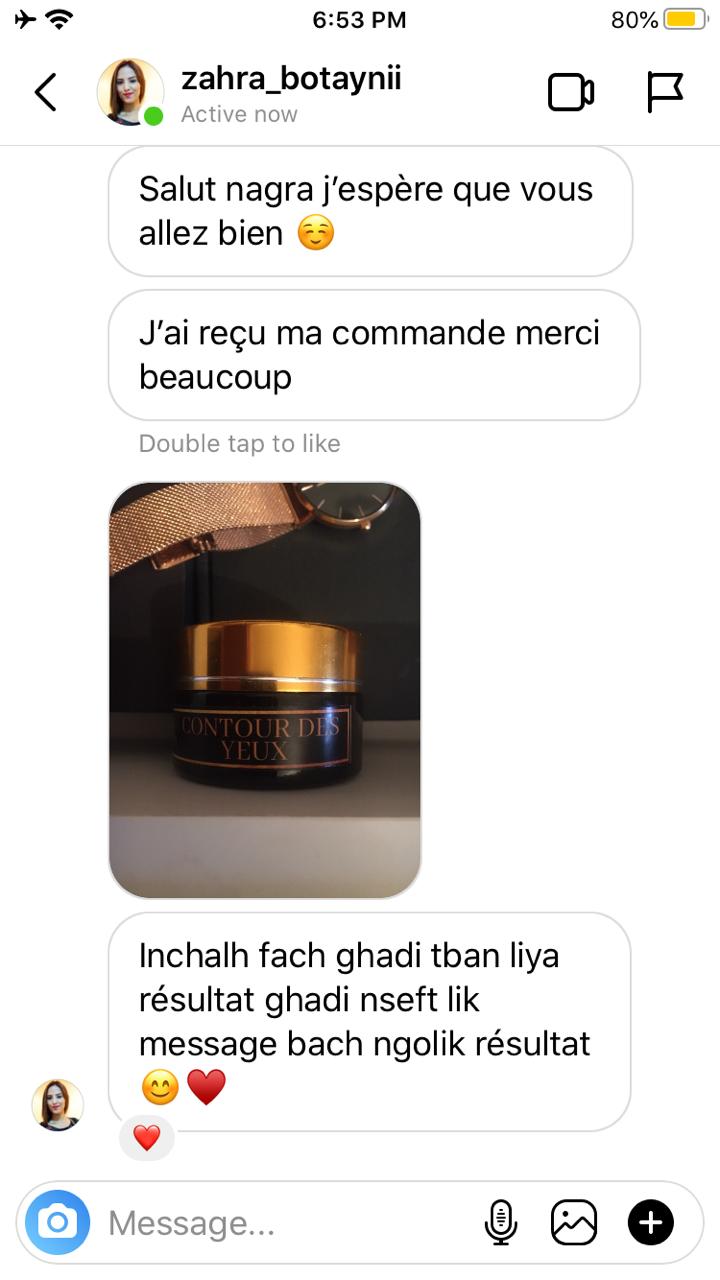 6:53 PM
80%
zahra_botaynii
Active now
Salut nagra j’espère que vous
allez bien ☺️
J’ai reçu ma commande merci
beaucoup
Double tap to like
CONTOUR DES
YEUX
Inchalh fach ghadi tban liya
résultat ghadi nseft lik
message bach ngolik résultat
😊♥️
❤️
Message...